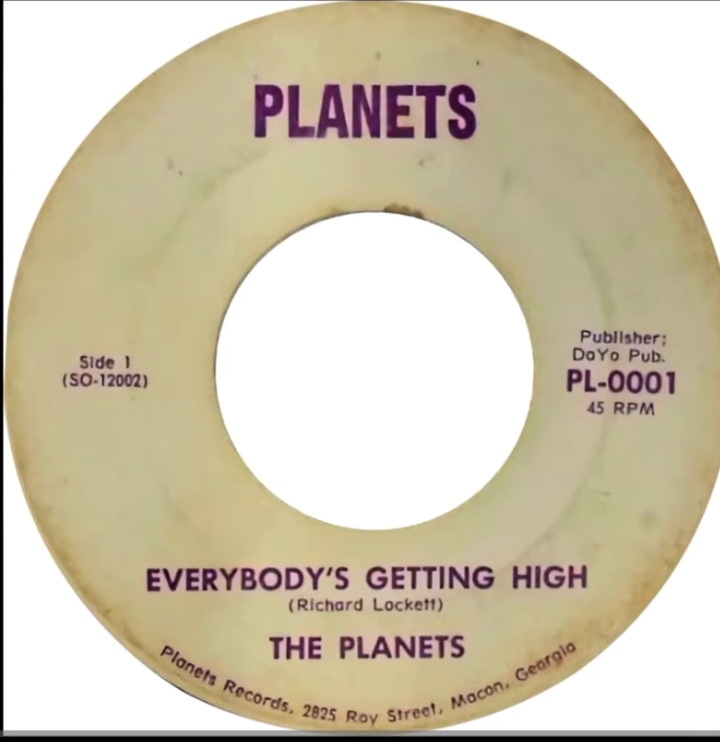 PLANETS
Side 1
(SO-12002)
Publisher:
DoYo Pub.
PL-0001
45 RPM
EVERYBODY'S GETTING HIGH
(Richard Lockett)
THE PLANETS
Planets Records, 2825 Roy Street, Macon, Georgia